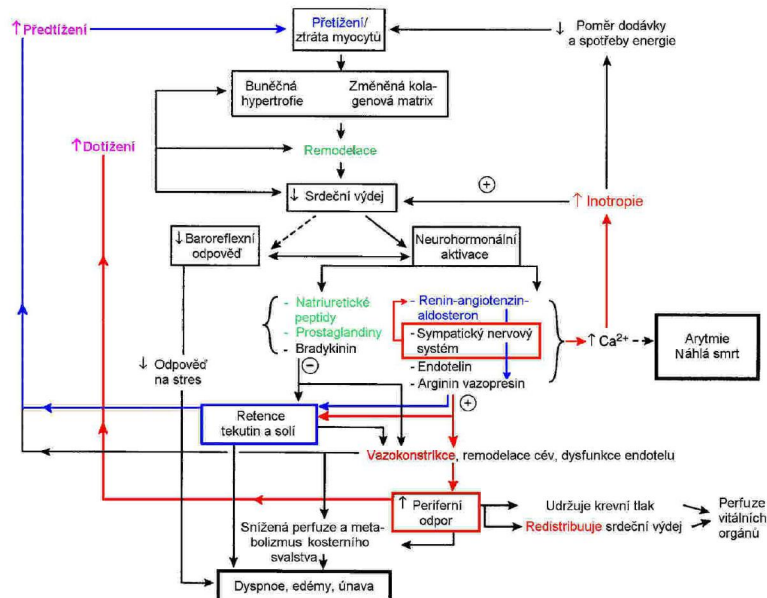 ↑ Předtížení
Přetížení/
ztráta myocytů
↓ Poměr dodávky
a spotřeby energie
Buněčná
hypertrofie
Změněná kola-
genová matrix
↑ Dotížení
Remodelace
↓ Srdeční výdej
+
↑ Inotropie
↓ Baroreflexní
odpověď
Neurohormonální
aktivace
- Natriuretické
peptidy
- Prostaglandiny
- Bradykinin
- Renin-angiotenzin-
aldosteron
- Sympatický nervový
systém
- Endotelin
- Arginin vazopresin
↑ Ca2+
Arytmie
Náhlá smrt
↓ Odpověď
na stres
−
+
Retence
tekutin a solí
Vazokonstrikce, remodelace cév, dysfunkce endotelu
↑ Periferní
odpor
Udržuje krevní tlak
Redistribuuje srdeční výdej
Perfuze
vitálních
orgánů
Snížená perfuze a meta-
bolizmus kosterního
svalstva
Dyspnoe, edémy, únava